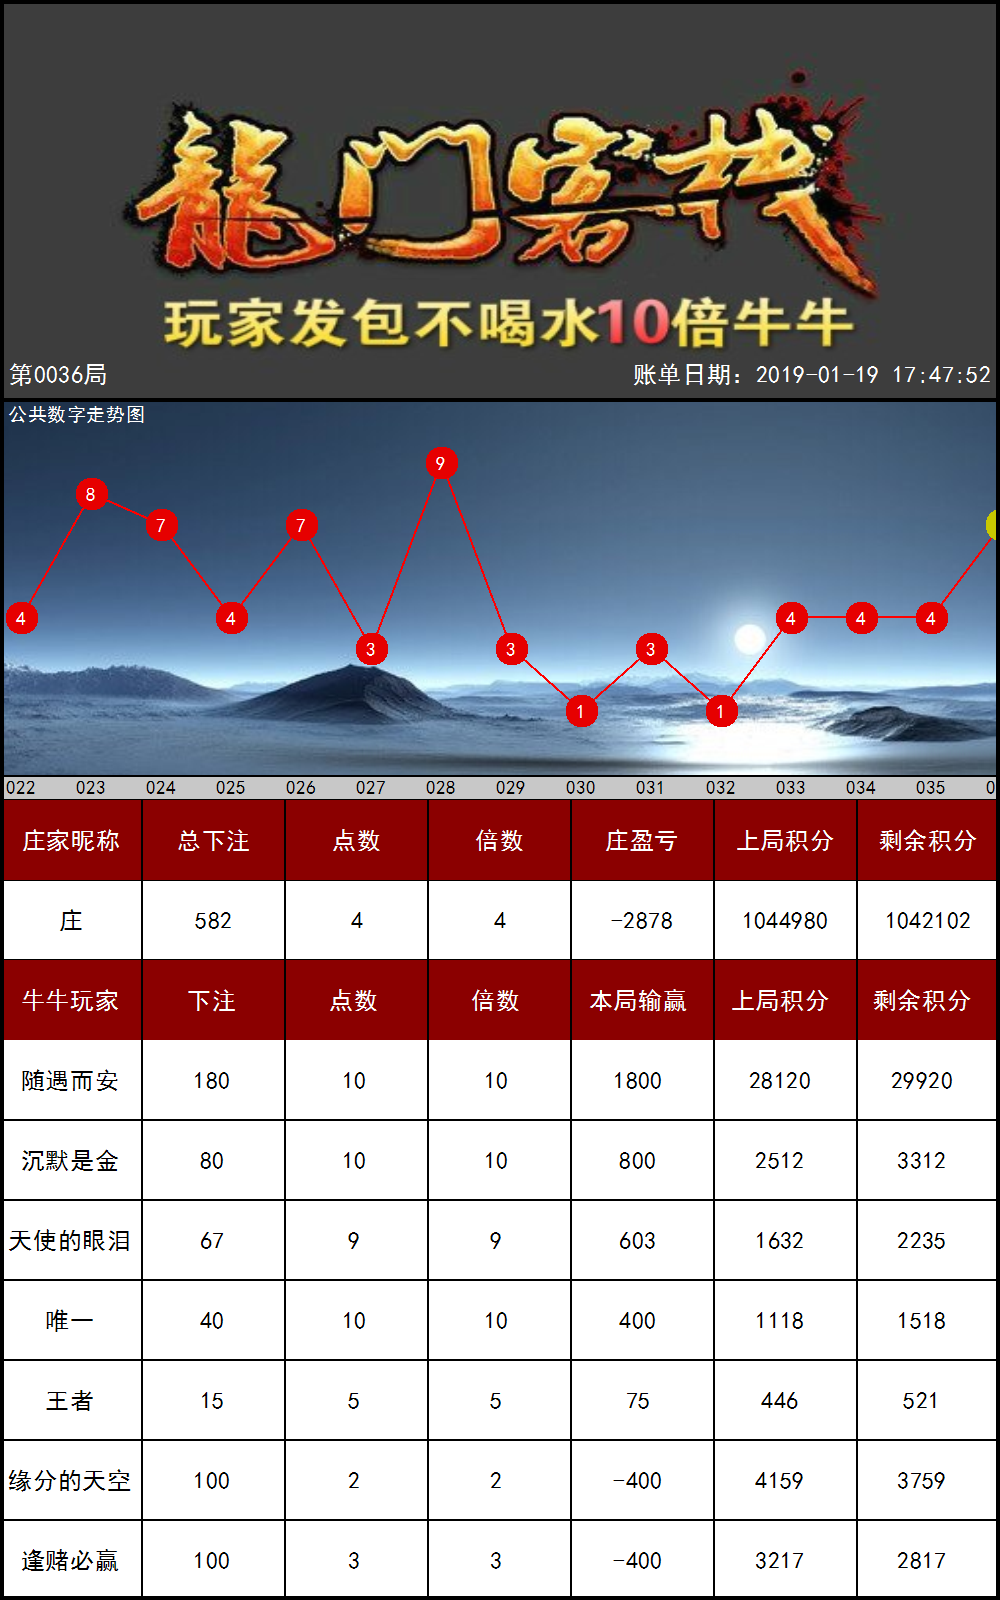 龍门客栈
玩家发包不喝水10倍牛牛
第0036局 账单日期：2019-01-19 17:47:52
公共数字走势图
4 8 7 4 7 3 9 3 1 3 1 4 4 4
022 023 024 025 026 027 028 029 030 031 032 033 034 035 0
庄家昵称 总下注 点数 倍数 庄盈亏 上局积分 剩余积分
庄 582 4 4 -2878 1044980 1042102
牛牛玩家 下注 点数 倍数 本局输赢 上局积分 剩余积分
随遇而安 180 10 10 1800 28120 29920
沉默是金 80 10 10 800 2512 3312
天使的眼泪 67 9 9 603 1632 2235
唯一 40 10 10 400 1118 1518
王者 15 5 5 75 446 521
缘分的天空 100 2 2 -400 4159 3759
逢赌必赢 100 3 3 -400 3217 2817